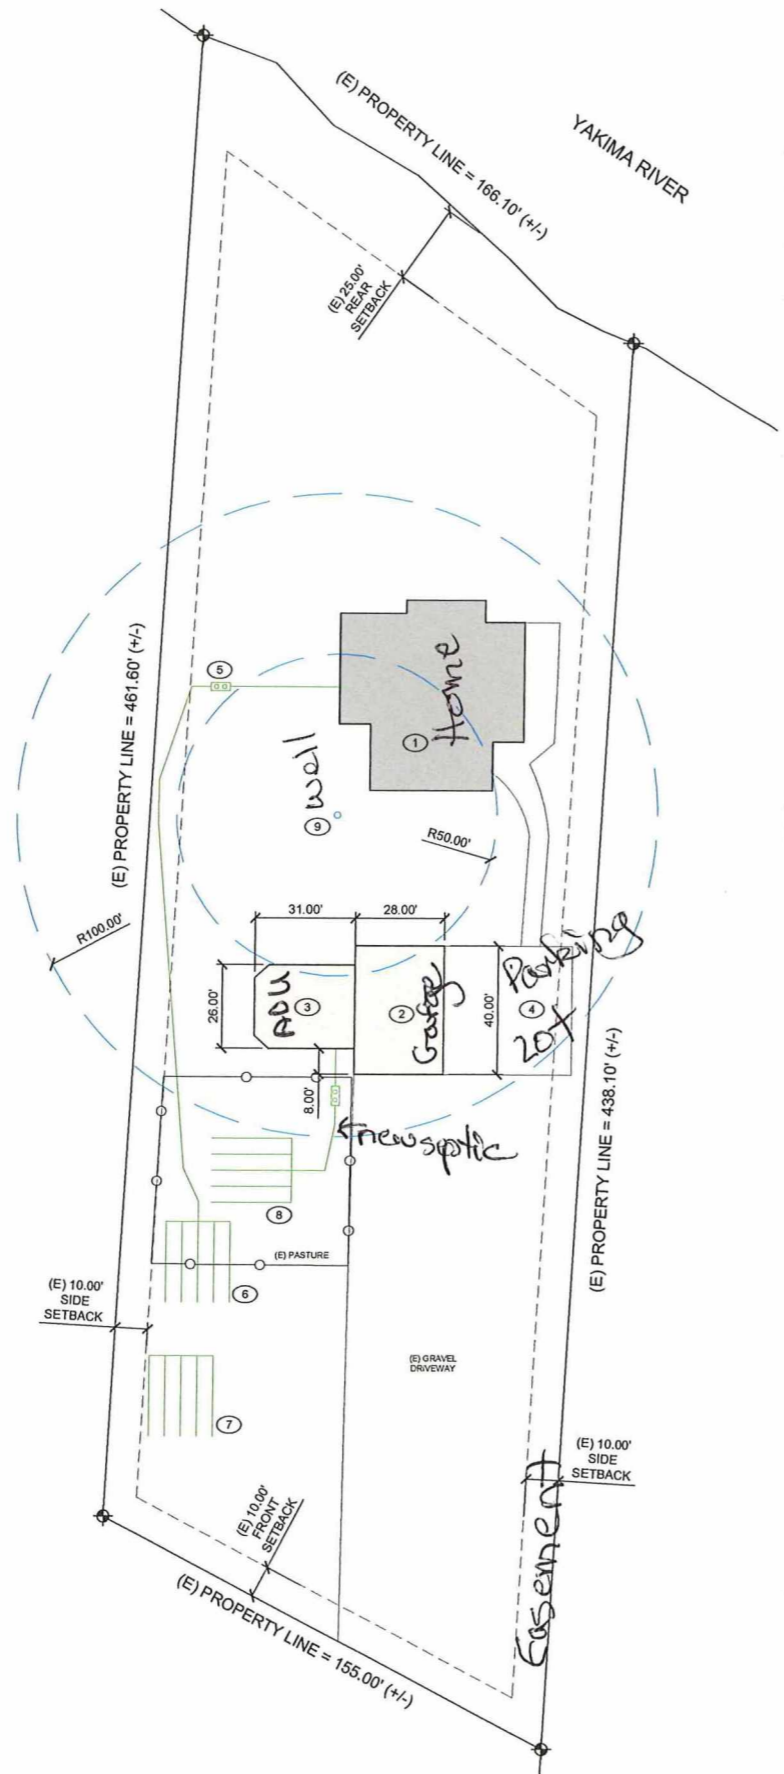 YAKIMA RIVER
(E) PROPERTY LINE = 166.10' (+/-)
(E) 25.00'
REAR
SETBACK
(E) PROPERTY LINE = 461.60' (+/-)
5
Home
1
well
9
R50.00'
R100.00'
31.00'
28.00'
26.00'
ADU
3
2
Garage
40.00'
Parking
4
Lot
8.00'
new septic
(E) PROPERTY LINE = 438.10' (+/-)
8
(E) PASTURE
6
(E) 10.00'
SIDE
SETBACK
(E) GRAVEL
DRIVEWAY
7
(E) 10.00'
SIDE
SETBACK
Easement
(E) 10.00'
FRONT
SETBACK
(E) PROPERTY LINE = 155.00' (+/-)